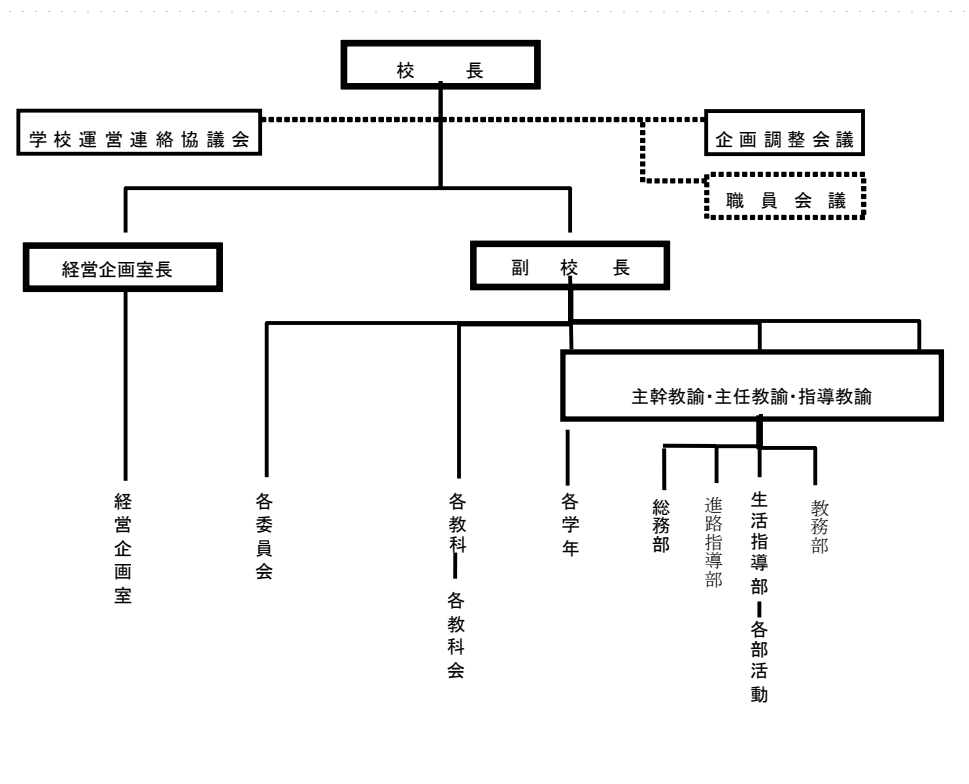 校長
学校運営連絡協議会
企画調整会議
職員会議
経営企画室長
副校長
主幹教諭・主任教諭・指導教諭
経営企画室
各委員会
各教科
各教科会
各学年
総務部
進路指導部
生活指導部
各部活動
教務部